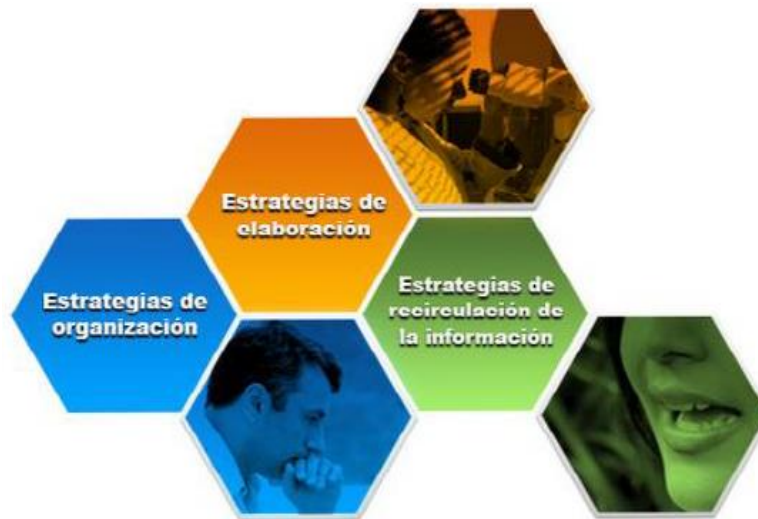 Estrategias de
elaboración
Estrategias de
organización
Estrategias de
recirculación de
la información